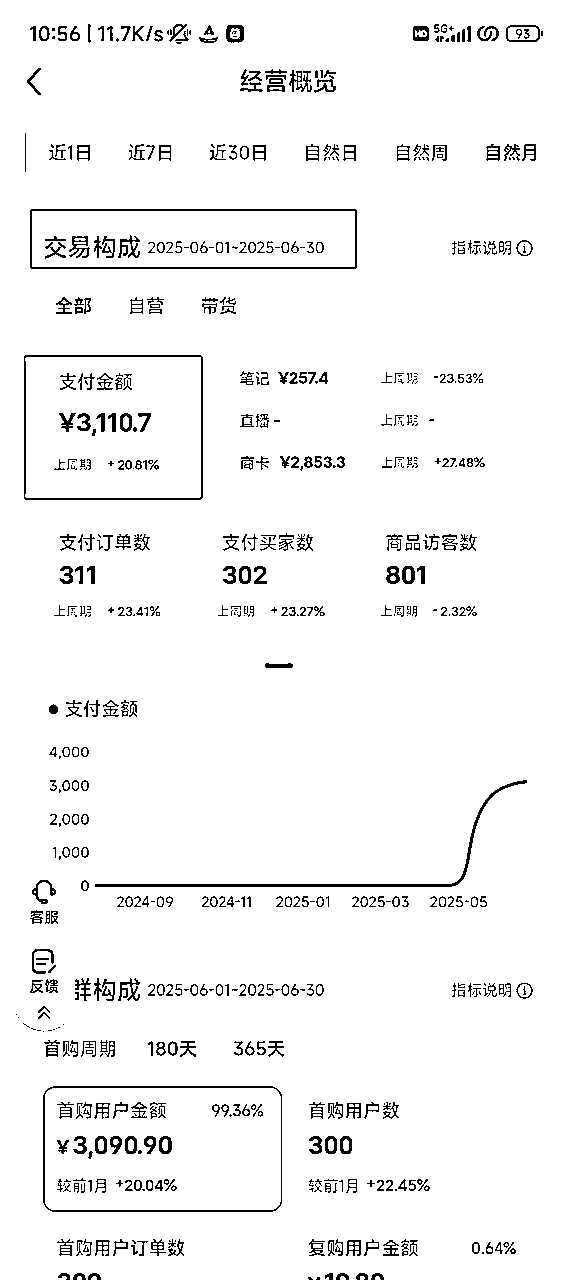 10:56 | 11.7K/s HD 5G+ 93
经营概览
近1日 近7日 近30日 自然日 自然周 自然月
交易构成 2025-06-01~2025-06-30 指标说明
全部 自营 带货
支付金额 笔记 ¥257.4 上周期 -23.53%
¥3,110.7 直播 - 上周期 -
上周期 +20.81% 商卡 ¥2,853.3 上周期 +27.48%
支付订单数 支付买家数 商品访客数
311 302 801
上周期 +23.41% 上周期 +23.27% 上周期 -2.32%
支付金额
4,000
3,000
2,000
1,000
0
2024-09 2024-11 2025-01 2025-03 2025-05
客服
反馈 群构成 2025-06-01~2025-06-30 指标说明
首购周期 180天 365天
首购用户金额 99.36% 首购用户数
¥3,090.90 300
较前1月 +20.04% 较前1月 +22.45%
首购用户订单数 复购用户金额 0.64%